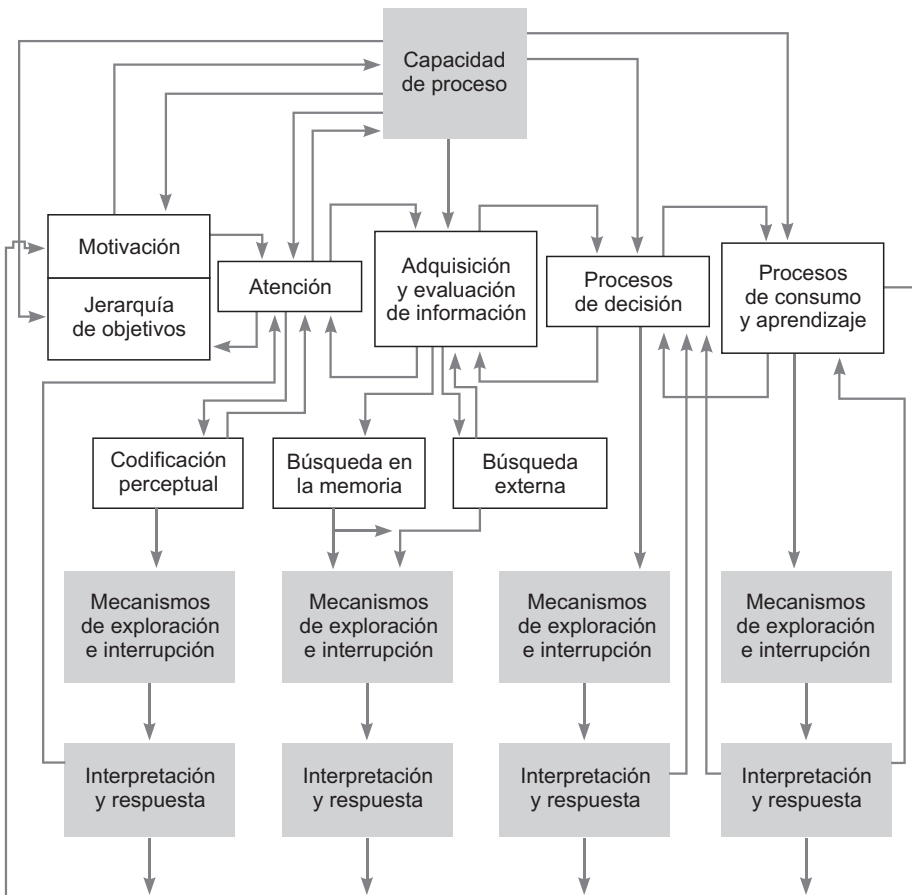 Capacidad
de proceso
Motivación
Jerarquía
de objetivos
Atención
Adquisición
y evaluación
de información
Procesos
de decisión
Procesos
de consumo
y aprendizaje
Codificación
perceptual
Búsqueda en
la memoria
Búsqueda
externa
Mecanismos
de exploración
e interrupción
Mecanismos
de exploración
e interrupción
Mecanismos
de exploración
e interrupción
Mecanismos
de exploración
e interrupción
Interpretación
y respuesta
Interpretación
y respuesta
Interpretación
y respuesta
Interpretación
y respuesta